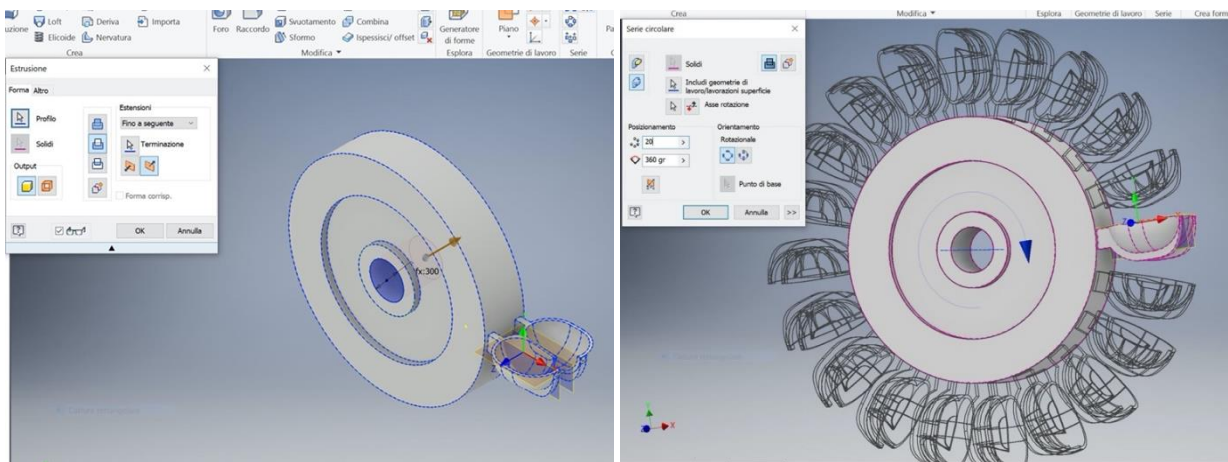 Loft
Deriva
Importa
Elicoide
Nervatura
Crea
Foro
Raccordo
Svuotamento
Combina
Sformo
Ispessisci/ offset
Modifica
Generatore
di forme
Esplora
Piano
Geometrie di lavoro
Serie
Estrusione
Forma
Altro
Profilo
Solidi
Output
Estensioni
Fino a seguente
Terminazione
Forma corrisp.
OK
Annulla
fx:300
Z
Crea
Modifica
Esplora
Geometrie di lavoro
Serie
Crea form
Serie circolare
Solidi
Includi geometrie di
lavoro/lavorazioni superficie
Asse rotazione
Posizionamento
20
360 gr
Orientamento
Rotazionale
Punto di base
OK
Annulla
>>
Z
Y
X